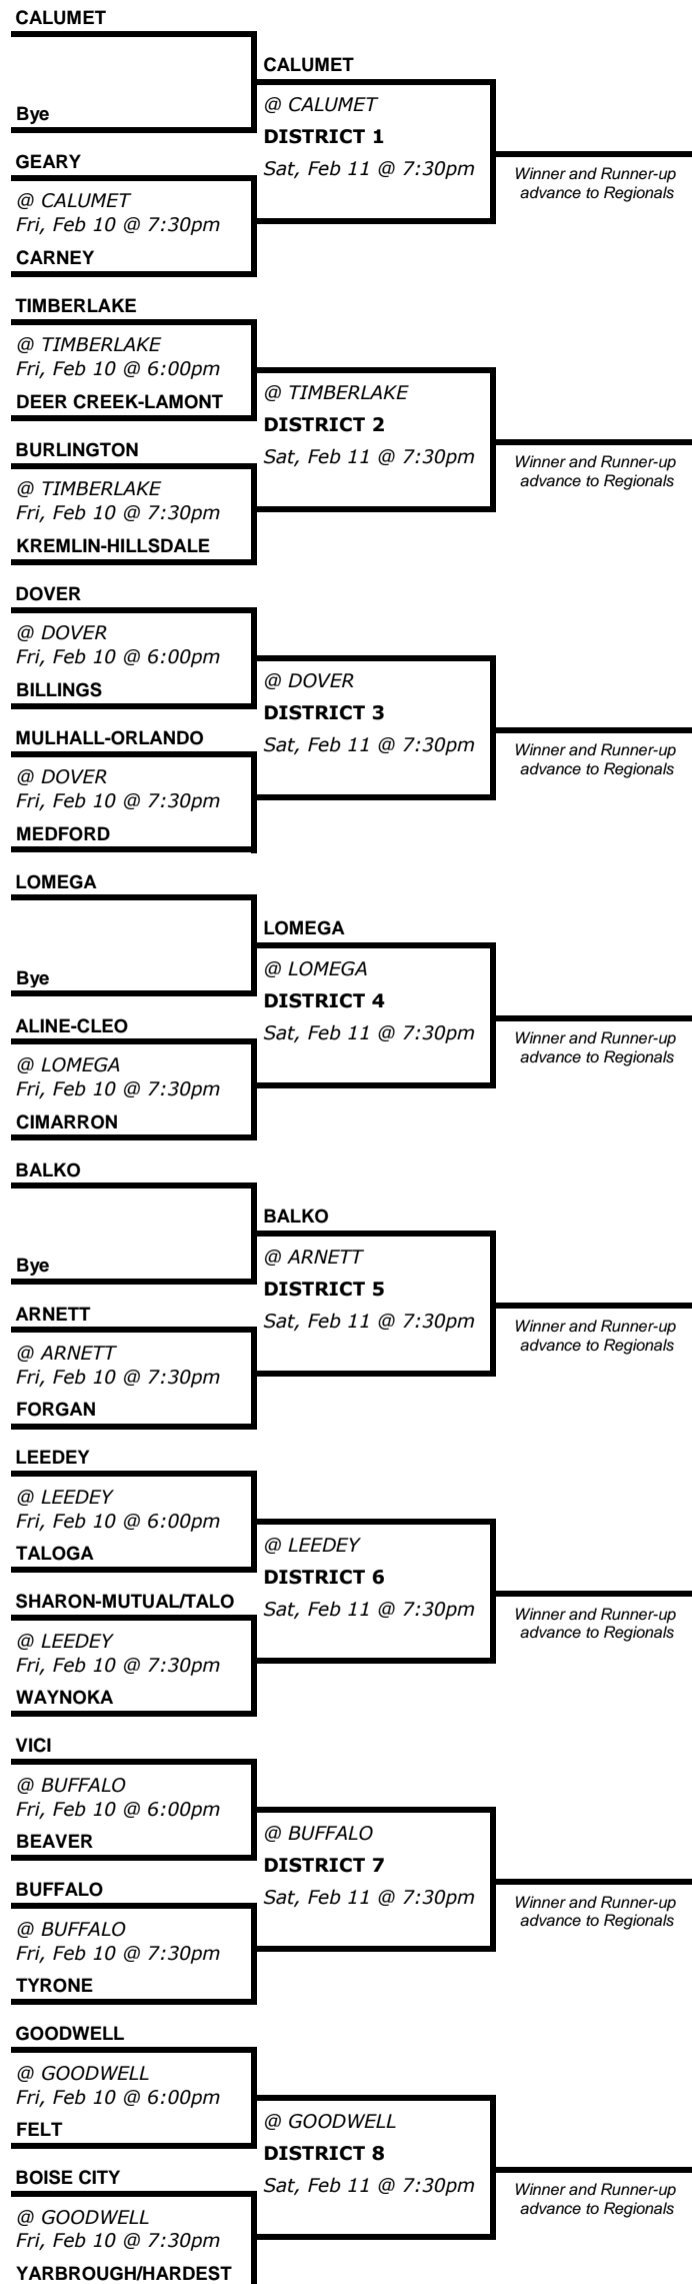 CALUMET
CALUMET
Bye
@ CALUMET
DISTRICT 1
GEARY
Sat, Feb 11 @ 7:30pm
Winner and Runner-up
advance to Regionals
@ CALUMET
Fri, Feb 10 @ 7:30pm
CARNEY
TIMBERLAKE
@ TIMBERLAKE
Fri, Feb 10 @ 6:00pm
DEER CREEK-LAMONT
@ TIMBERLAKE
DISTRICT 2
BURLINGTON
Sat, Feb 11 @ 7:30pm
Winner and Runner-up
advance to Regionals
@ TIMBERLAKE
Fri, Feb 10 @ 7:30pm
KREMLIN-HILLSDALE
DOVER
@ DOVER
Fri, Feb 10 @ 6:00pm
BILLINGS
@ DOVER
DISTRICT 3
MULHALL-ORLANDO
Sat, Feb 11 @ 7:30pm
Winner and Runner-up
advance to Regionals
@ DOVER
Fri, Feb 10 @ 7:30pm
MEDFORD
LOMEGA
LOMEGA
Bye
@ LOMEGA
DISTRICT 4
ALINE-CLEO
Sat, Feb 11 @ 7:30pm
Winner and Runner-up
advance to Regionals
@ LOMEGA
Fri, Feb 10 @ 7:30pm
CIMARRON
BALKO
BALKO
Bye
@ ARNETT
DISTRICT 5
ARNETT
Sat, Feb 11 @ 7:30pm
Winner and Runner-up
advance to Regionals
@ ARNETT
Fri, Feb 10 @ 7:30pm
FORGAN
LEEDEY
@ LEEDEY
Fri, Feb 10 @ 6:00pm
TALOGA
@ LEEDEY
DISTRICT 6
SHARON-MUTUAL/TALO
Sat, Feb 11 @ 7:30pm
Winner and Runner-up
advance to Regionals
@ LEEDEY
Fri, Feb 10 @ 7:30pm
WAYNOKA
VICI
@ BUFFALO
Fri, Feb 10 @ 6:00pm
BEAVER
@ BUFFALO
DISTRICT 7
BUFFALO
Sat, Feb 11 @ 7:30pm
Winner and Runner-up
advance to Regionals
@ BUFFALO
Fri, Feb 10 @ 7:30pm
TYRONE
GOODWELL
@ GOODWELL
Fri, Feb 10 @ 6:00pm
FELT
@ GOODWELL
DISTRICT 8
BOISE CITY
Sat, Feb 11 @ 7:30pm
Winner and Runner-up
advance to Regionals
@ GOODWELL
Fri, Feb 10 @ 7:30pm
YARBROUGH/HARDEST